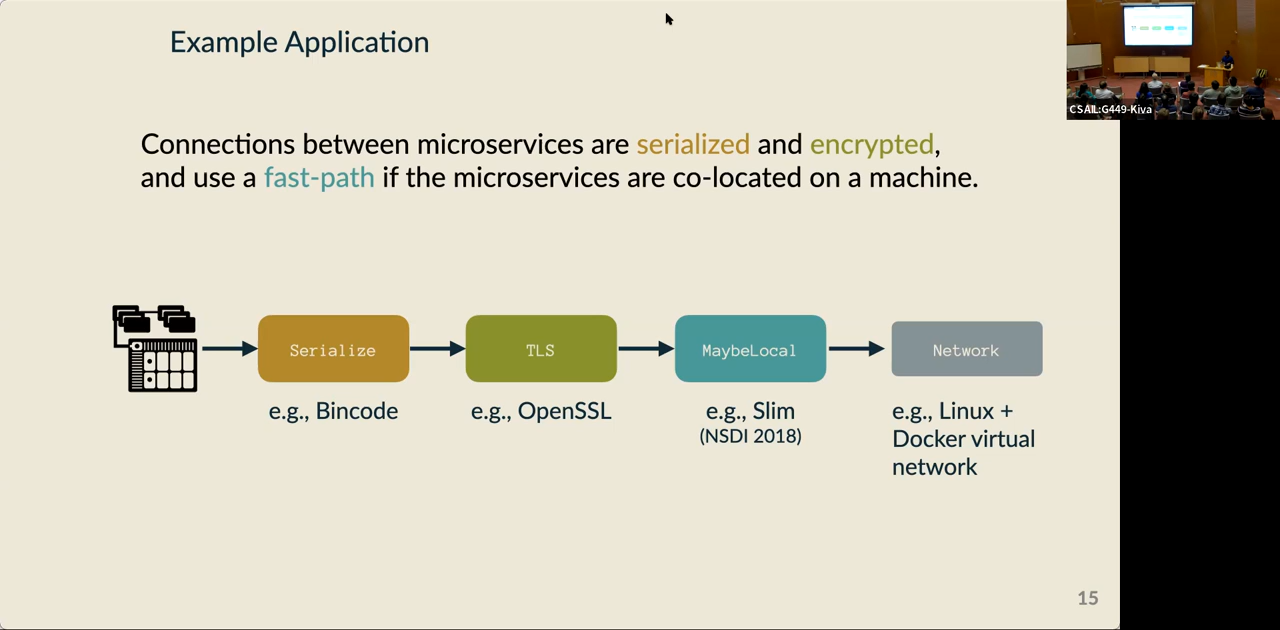 Example Application
Connections between microservices are serialized and encrypted,
and use a fast-path if the microservices are co-located on a machine.
Serialize
TLS
MaybeLocal
Network
e.g., Bincode
e.g., OpenSSL
e.g., Slim
(NSDI 2018)
e.g., Linux +
Docker virtual
network
15
CSAIL:G449-Kiva